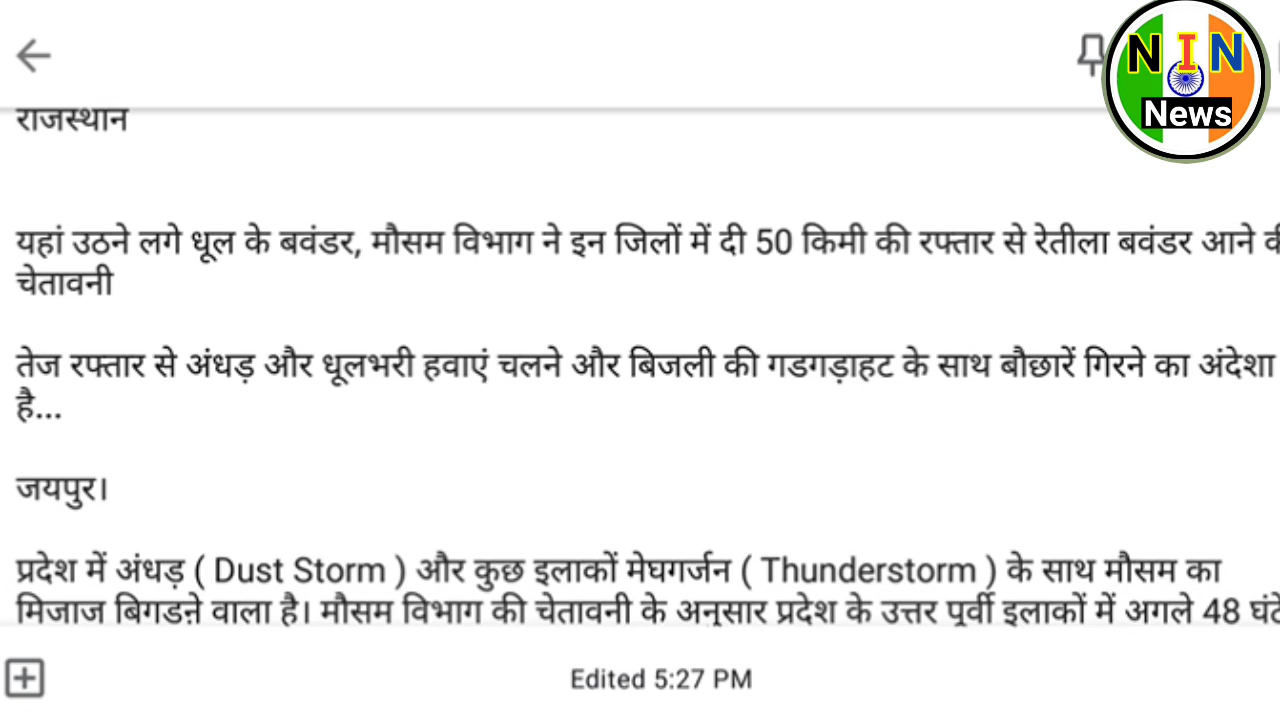 NIN
News
राजस्थान
यहां उठने लगे धूल के बवंडर, मौसम विभाग ने इन जिलों में दी 50 किमी की रफ्तार से रेतीला बवंडर आने
चेतावनी
तेज रफ्तार से अंधड़ और धूलभरी हवाएं चलने और बिजली की गडगड़ाहट के साथ बौछारें गिरने का अंदेशा
है...
जयपुर।
प्रदेश में अंधड़ ( Dust Storm ) और कुछ इलाकों मेघगर्जन ( Thunderstorm ) के साथ मौसम का
मिजाज बिगडऩे वाला है। मौसम विभाग की चेतावनी के अनुसार प्रदेश के उत्तर पूर्वी इलाकों में अगले 48
Edited 5:27 PM